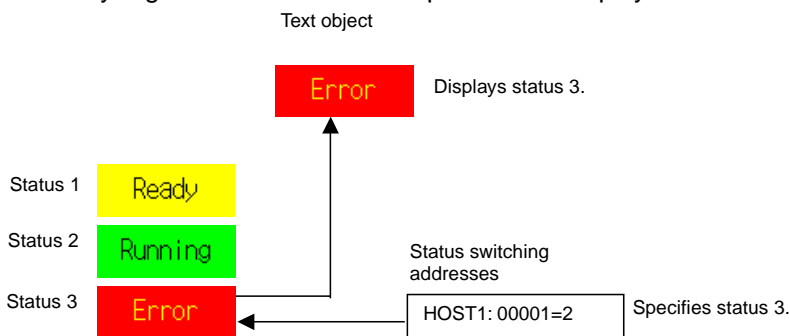 Text object
Error
Displays status 3.
Status 1
Ready
Status 2
Running
Status switching
addresses
Status 3
Error
HOST1: 00001=2
Specifies status 3.